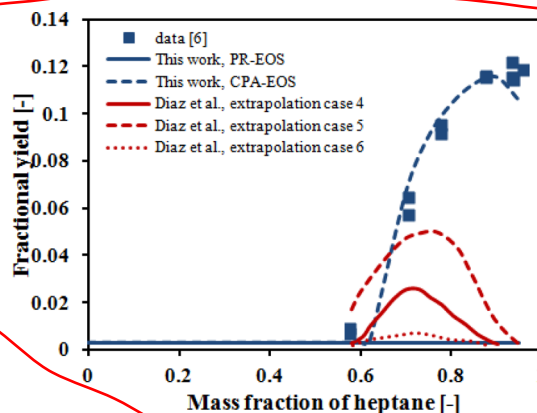 0.14
0.12
0.1
0.08
0.06
0.04
0.02
0
Fractional yield [-]
data [6]
This work, PR-EOS
This work, CPA-EOS
Diaz et al., extrapolation case 4
Diaz et al., extrapolation case 5
Diaz et al., extrapolation case 6
0 0.2 0.4 0.6 0.8
Mass fraction of heptane [-]